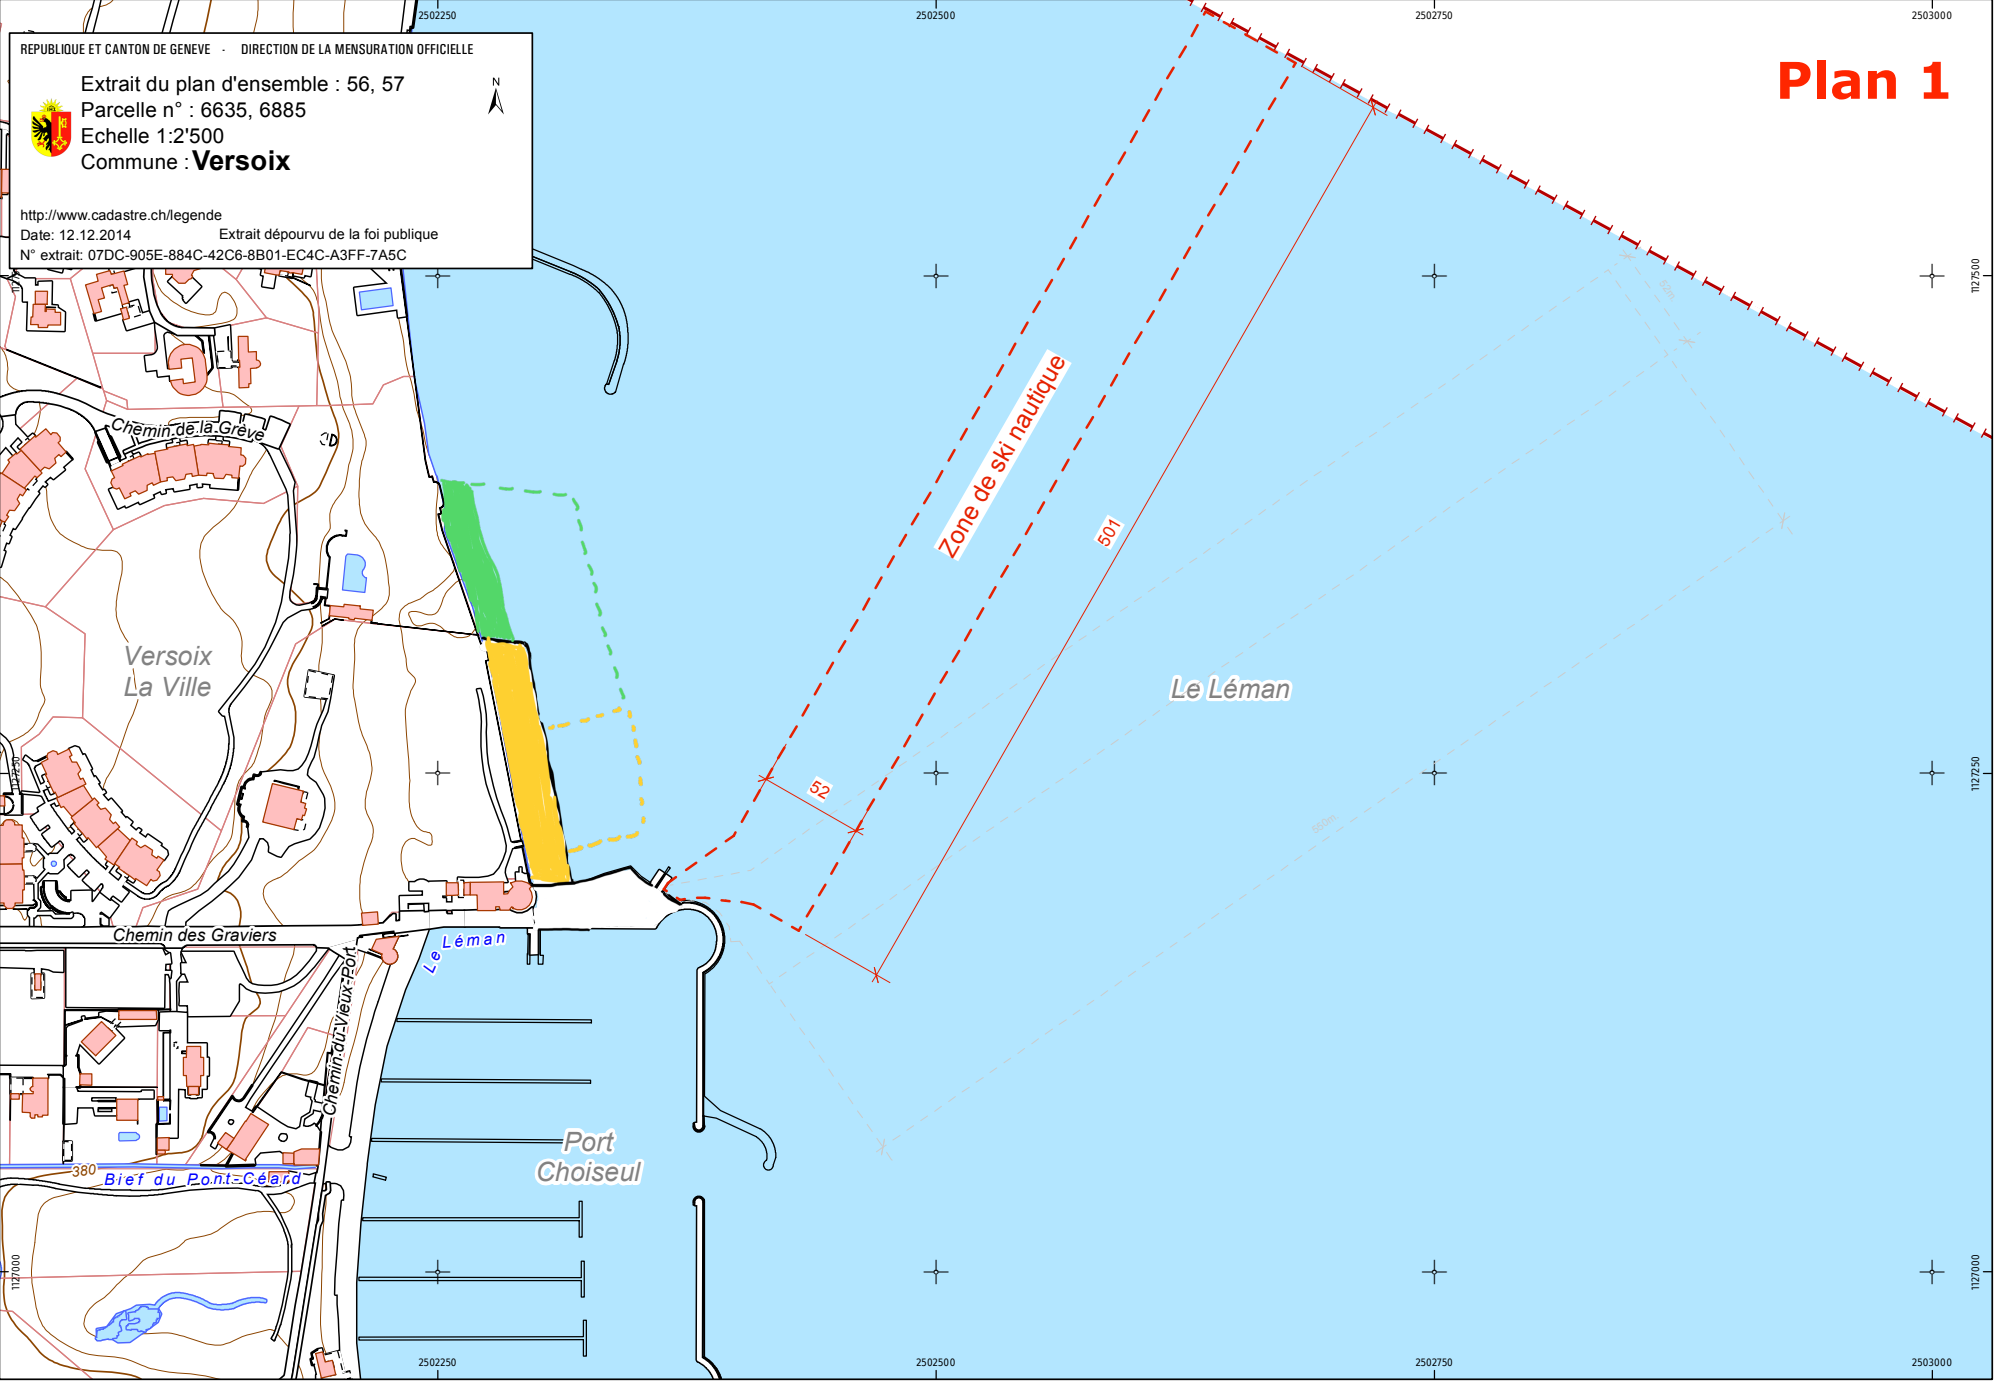 2502250
2502500
2502750
2503000
REPUBLIQUE ET CANTON DE GENEVE - DIRECTION DE LA MENSURATION OFFICIELLE
Extrait du plan d'ensemble : 56, 57
Parcelle n° : 6635, 6885
Echelle 1:2'500
Commune : Versoix
http://www.cadastre.ch/legende
Date: 12.12.2014 Extrait dépourvu de la foi publique
N° extrait: 07DC-905E-884C-42C6-8B01-EC4C-A3FF-7A5C
N
Plan 1
1127500
52m.
Chemin de la Grève
Zone de ski nautique
501
Versoix
La Ville
Le Léman
52
1127250
1127250
560m.
Chemin des Graviers
Le Léman
Chemin du Vieux-Port
Port
Choiseul
380
Bief du Pont-Céard
1127000
1127000
2502250
2502500
2502750
2503000